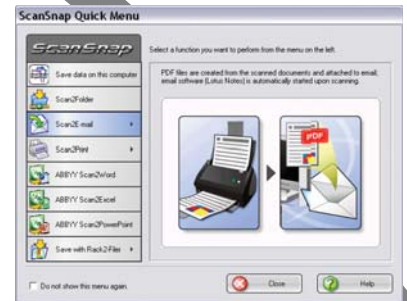 ScanSnap Quick Menu
ScanSnap
Select a function you want to perform from the menu on the left.
Save data on this computer
Scan2Folder
Scan2E-mail
Scan2Print
ABBYY Scan2Word
ABBYY Scan2Excel
ABBYY Scan2PowerPoint
Save with Rack2-Filer
PDF files are created from the scanned documents and attached to email;
email software (Lotus Notes) is automatically started upon scanning.
PDF
Do not show this menu again.
Close
Help